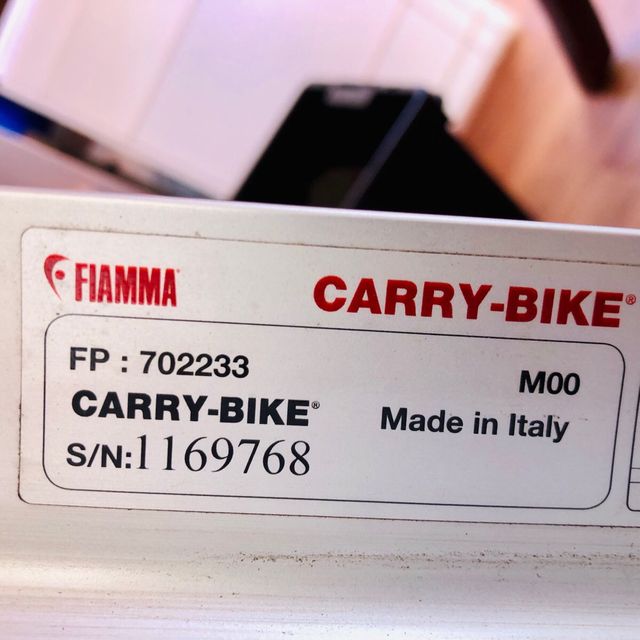 FIAMMA CARRY-BIKE®
FP : 702233
M00
CARRY-BIKE®
Made in Italy
S/N:1169768